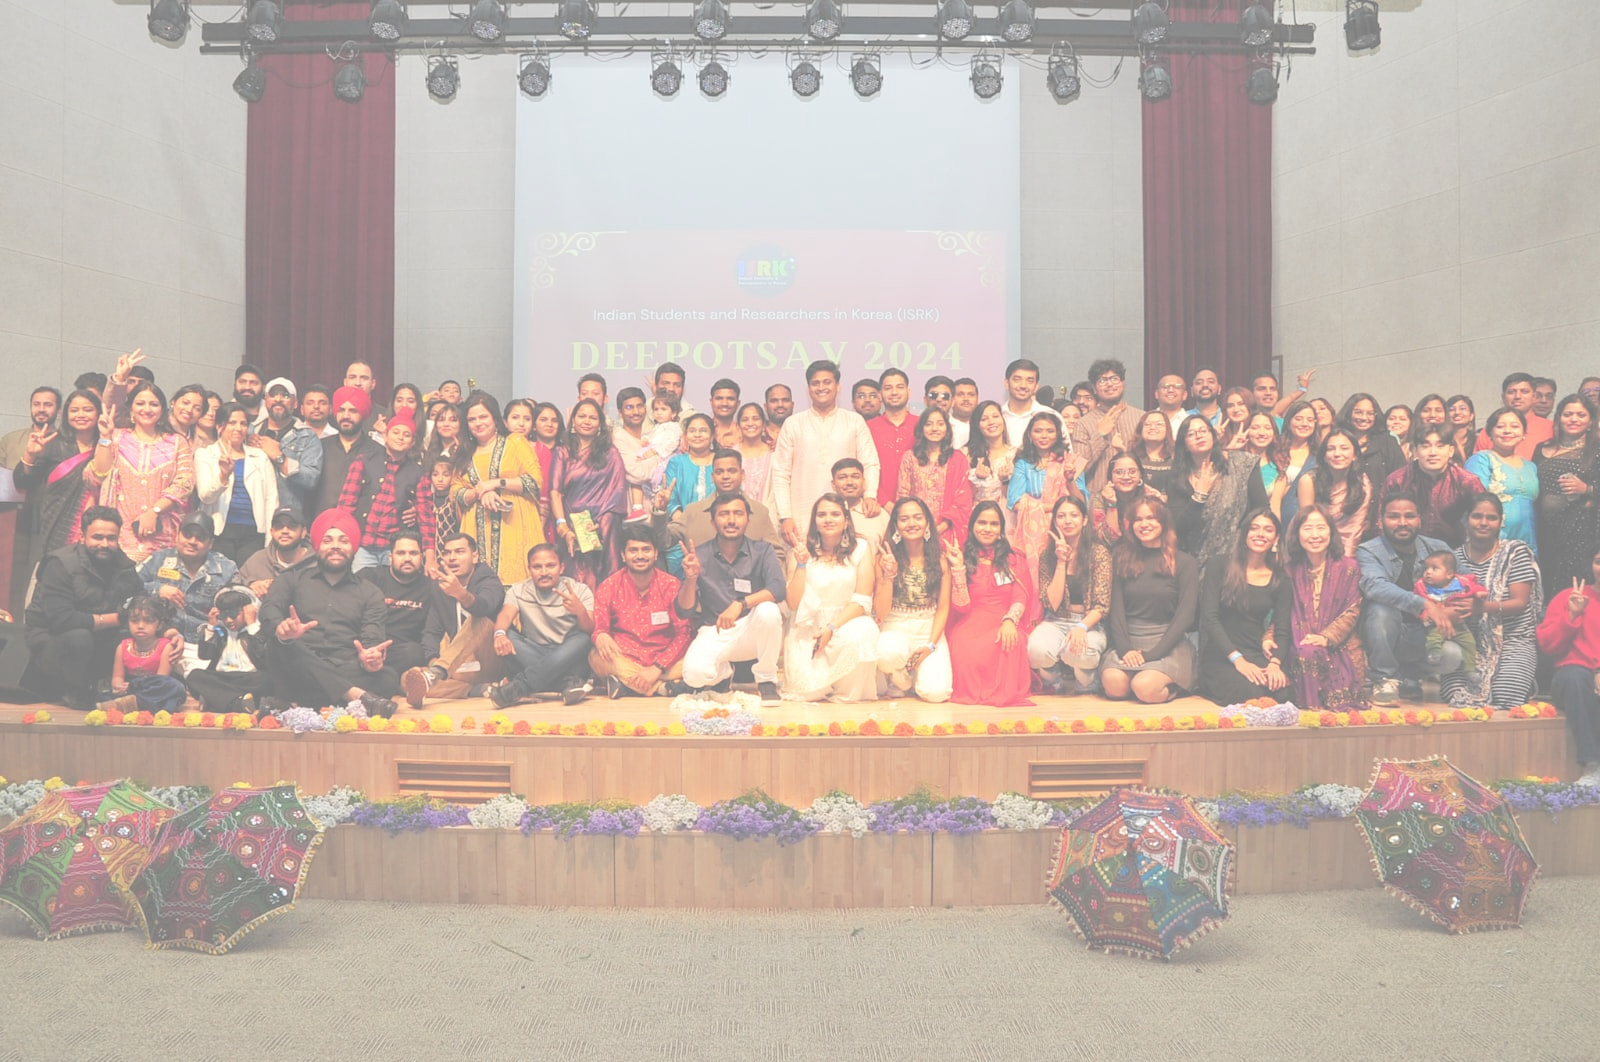 ISRK
Indian Students and Researchers in Korea (ISRK)
DEEPOTSAV 2024